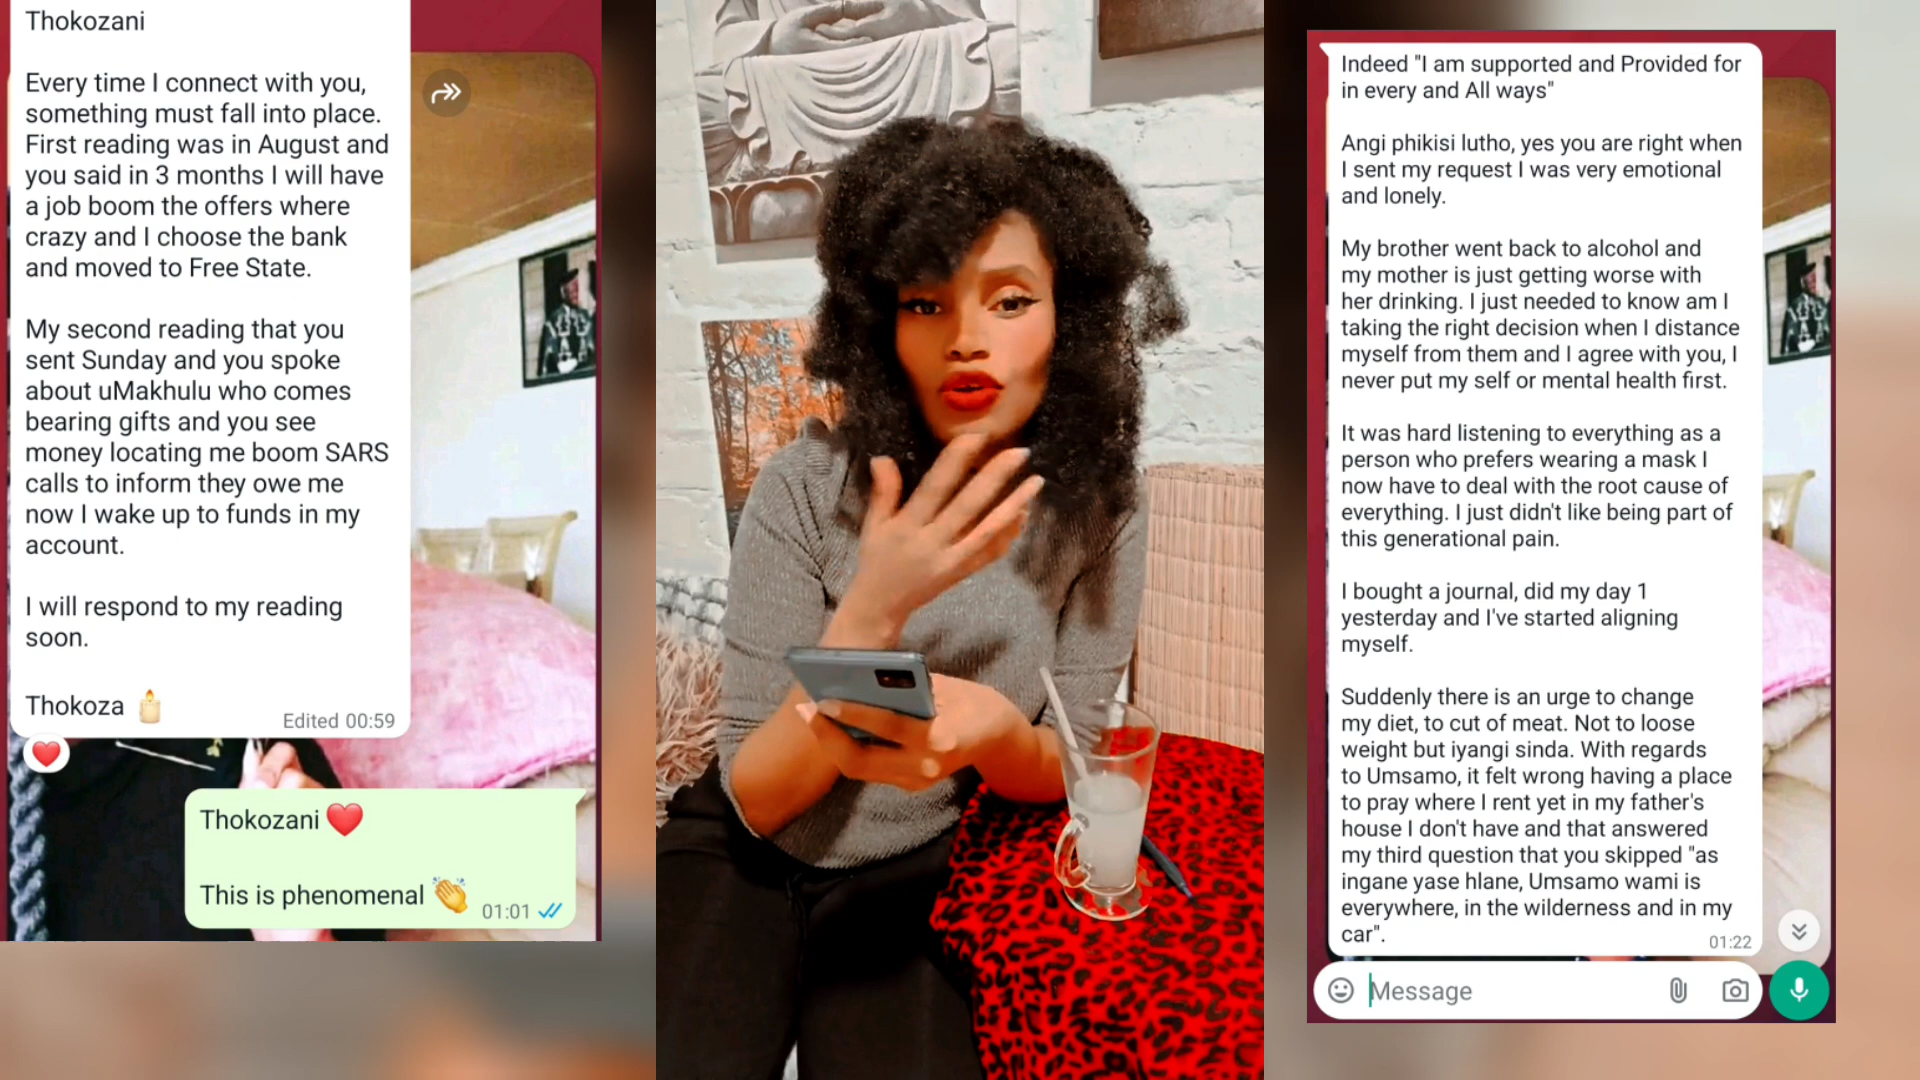 Thokozani
Every time I connect with you,
something must fall into place.
First reading was in August and
you said in 3 months I will have
a job boom the offers where
crazy and I choose the bank
and moved to Free State.
My second reading that you
sent Sunday and you spoke
about uMakhulu who comes
bearing gifts and you see
money locating me boom SARS
calls to inform they owe me
now I wake up to funds in my
account.
I will respond to my reading
soon.
Thokoza 🕯️
Edited 00:59
Thokozani ❤️
This is phenomenal 👏
01:01
Indeed "I am supported and Provided for
in every and All ways"
Angi phikisi lutho, yes you are right when
I sent my request I was very emotional
and lonely.
My brother went back to alcohol and
my mother is just getting worse with
her drinking. I just needed to know am I
taking the right decision when I distance
myself from them and I agree with you, I
never put my self or mental health first.
It was hard listening to everything as a
person who prefers wearing a mask I
now have to deal with the root cause of
everything. I just didn't like being part of
this generational pain.
I bought a journal, did my day 1
yesterday and I've started aligning
myself.
Suddenly there is an urge to change
my diet, to cut of meat. Not to loose
weight but iyangi sinda. With regards
to Umsamo, it felt wrong having a place
to pray where I rent yet in my father's
house I don't have and that answered
my third question that you skipped "as
ingane yase hlane, Umsamo wami is
everywhere, in the wilderness and in my
car".
01:22
Message